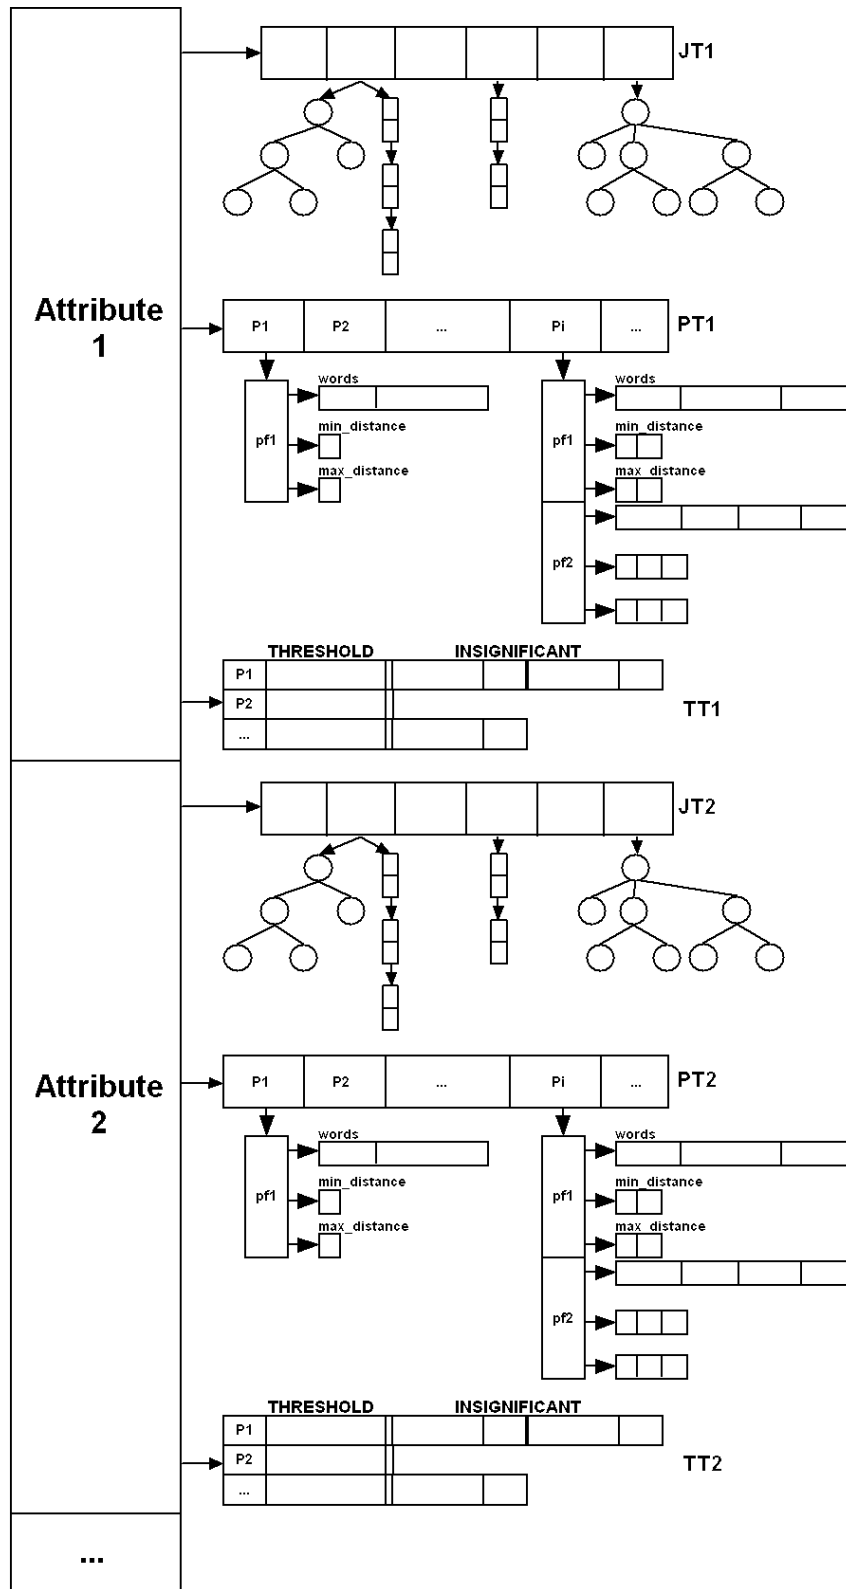 JT1
Attribute
1
P1 P2 ... Pi ... PT1
words words
min_distance min_distance
pf1 pf1
max_distance max_distance
pf2
THRESHOLD INSIGNIFICANT
P1
P2 TT1
...
JT2
Attribute
2
P1 P2 ... Pi ... PT2
words words
min_distance min_distance
pf1 pf1
max_distance max_distance
pf2
THRESHOLD INSIGNIFICANT
P1
P2 TT2
...
...